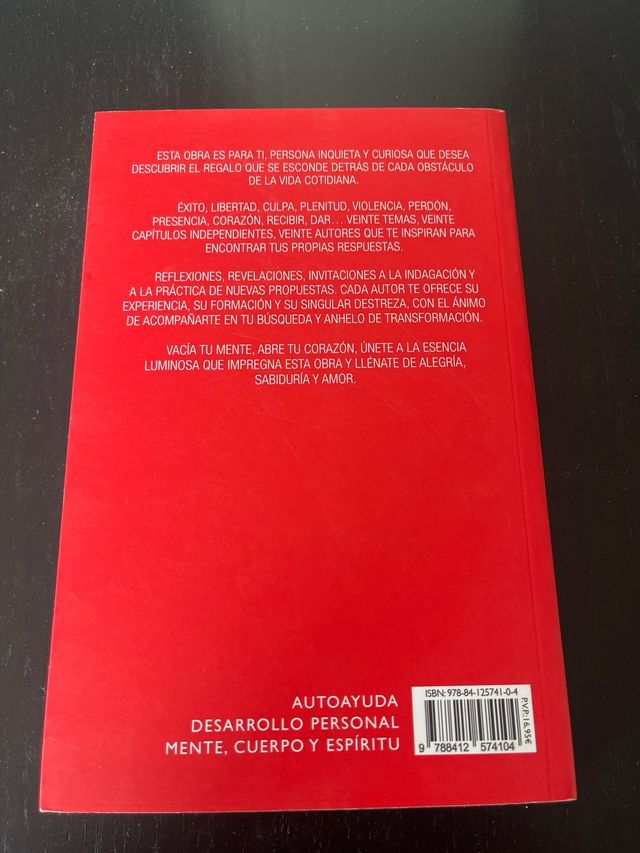 ESTA OBRA ES PARA TI, PERSONA INQUIETA Y CURIOSA QUE DESEA
DESCUBRIR EL REGALO QUE SE ESCONDE DETRÁS DE CADA OBSTÁCULO
DE LA VIDA COTIDIANA.
ÉXITO, LIBERTAD, CULPA, PLENITUD, VIOLENCIA, PERDÓN,
PRESENCIA, CORAZÓN, RECIBIR, DAR... VEINTE TEMAS, VEINTE
CAPÍTULOS INDEPENDIENTES, VEINTE AUTORES QUE TE INSPIRAN PARA
ENCONTRAR TUS PROPIAS RESPUESTAS.
REFLEXIONES, REVELACIONES, INVITACIONES A LA INDAGACIÓN Y
A LA PRÁCTICA DE NUEVAS PROPUESTAS. CADA AUTOR TE OFRECE SU
EXPERIENCIA, SU FORMACIÓN Y SU SINGULAR DESTREZA, CON EL ÁNIMO
DE ACOMPAÑARTE EN TU BÚSQUEDA Y ANHELO DE TRANSFORMACIÓN.
VACÍA TU MENTE, ABRE TU CORAZÓN, ÚNETE A LA ESENCIA
LUMINOSA QUE IMPREGNA ESTA OBRA Y LLÉNATE DE ALEGRÍA,
SABIDURÍA Y AMOR.
AUTOAYUDA
DESARROLLO PERSONAL
MENTE, CUERPO Y ESPÍRITU
ISBN: 978-84-125741-0-4
9 788412 574104
P.V.P.: 16,95€